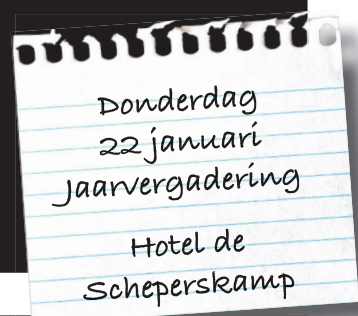 Donderdag
22 januari
Jaarvergadering
Hotel de
Scheperskamp